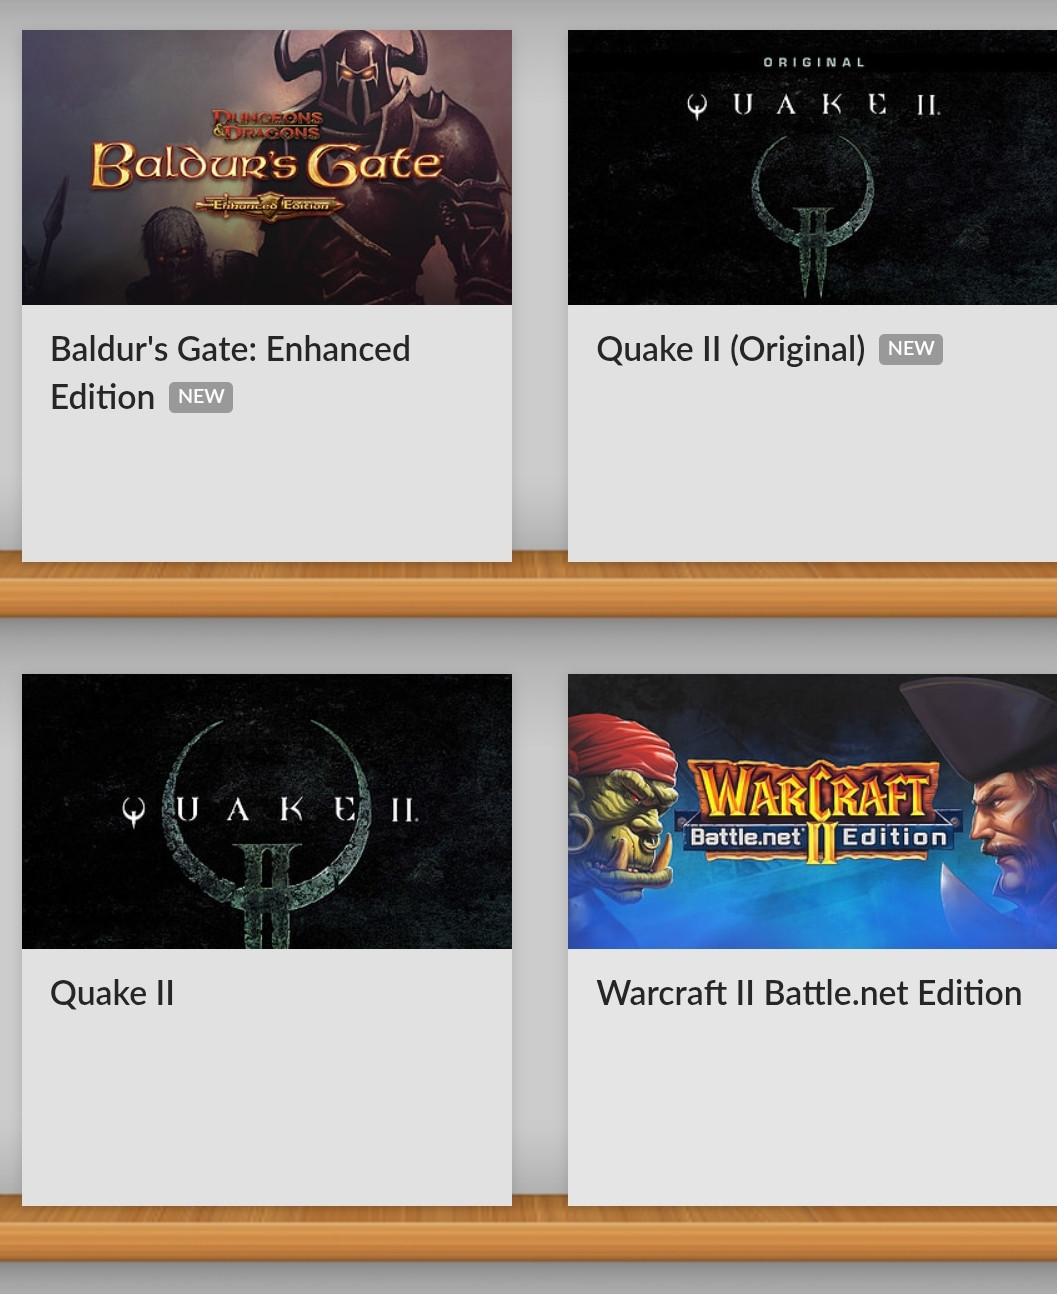 DUNGEONS
& DRAGONS
Baldur's Gate
Enhanced Edition
Baldur's Gate: Enhanced
Edition NEW
ORIGINAL
QUAKE II
Quake II (Original) NEW
QUAKE II
Quake II
WARCRAFT
Battle.net II Edition
Warcraft II Battle.net Edition